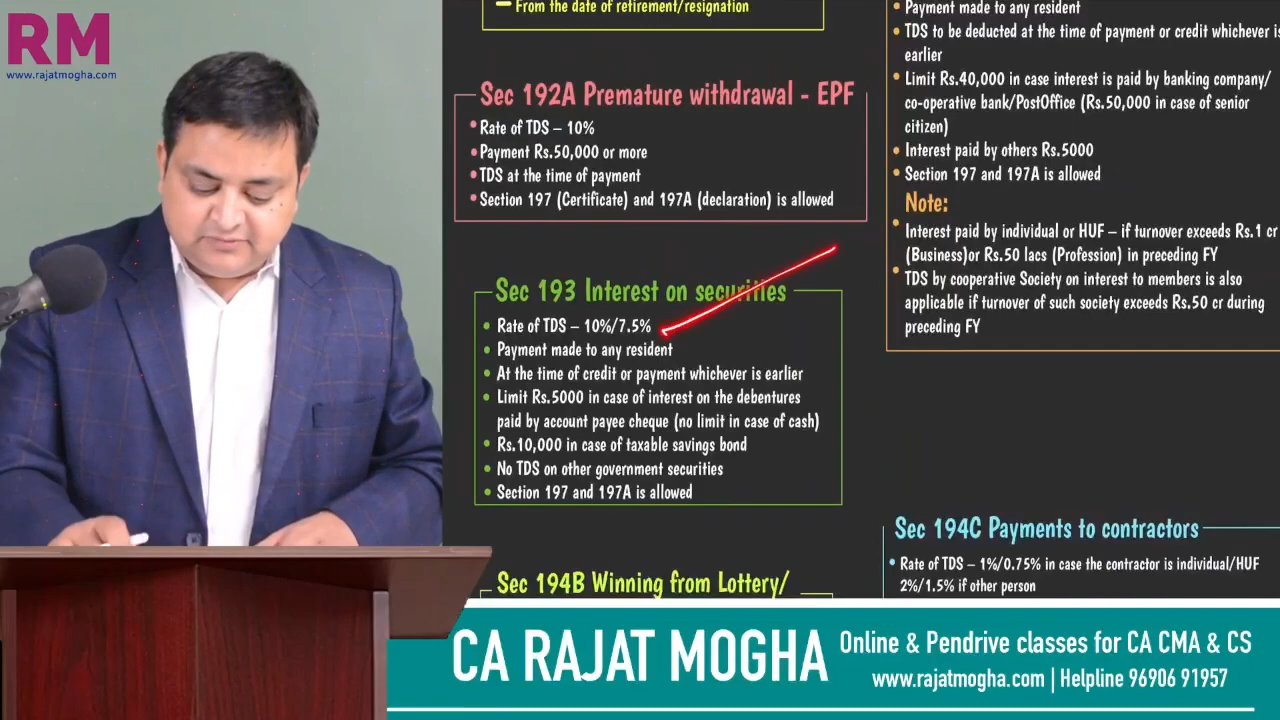 RM
www.rajatmogha.com
From the date of retirement/resignation
Sec 192A Premature withdrawal - EPF
Rate of TDS – 10%
Payment Rs.50,000 or more
TDS at the time of payment
Section 197 (Certificate) and 197A (declaration) is allowed
Sec 193 Interest on securities
Rate of TDS – 10%/7.5%
Payment made to any resident
At the time of credit or payment whichever is earlier
Limit Rs.5000 in case of interest on the debentures
paid by account payee cheque (no limit in case of cash)
Rs.10,000 in case of taxable savings bond
No TDS on other government securities
Section 197 and 197A is allowed
Sec 194B Winning from Lottery/
Payment made to any resident
TDS to be deducted at the time of payment or credit whichever is
earlier
Limit Rs.40,000 in case interest is paid by banking company/
co-operative bank/PostOffice (Rs.50,000 in case of senior
citizen)
Interest paid by others Rs.5000
Section 197 and 197A is allowed
Note:
Interest paid by individual or HUF – if turnover exceeds Rs.1 cr
(Business)or Rs.50 lacs (Profession) in preceding FY
TDS by cooperative Society on interest to members is also
applicable if turnover of such society exceeds Rs.50 cr during
preceding FY
Sec 194C Payments to contractors
Rate of TDS – 1%/0.75% in case the contractor is individual/HUF
2%/1.5% if other person
CA RAJAT MOGHA
Online & Pendrive classes for CA CMA & CS
www.rajatmogha.com | Helpline 96906 91957